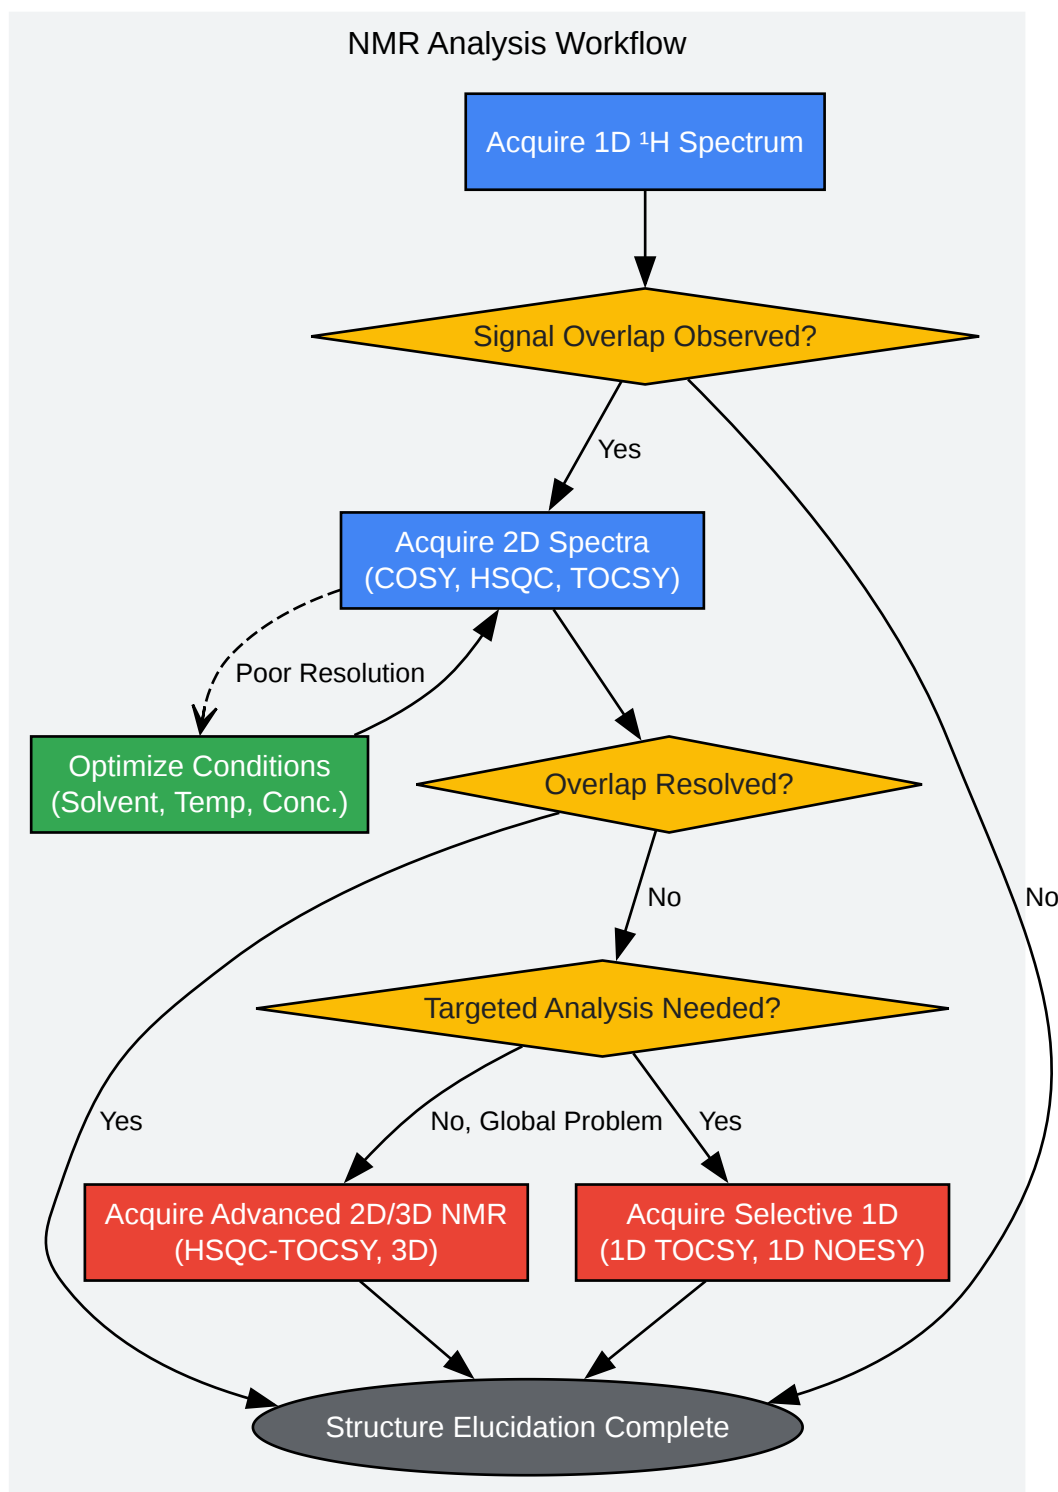 NMR Analysis Workflow
Acquire 1D ¹H Spectrum
Signal Overlap Observed?
Yes
Acquire 2D Spectra
(COSY, HSQC, TOCSY)
Poor Resolution
Optimize Conditions
(Solvent, Temp, Conc.)
Overlap Resolved?
No
No
Targeted Analysis Needed?
Yes
No, Global Problem
Yes
Acquire Advanced 2D/3D NMR
(HSQC-TOCSY, 3D)
Acquire Selective 1D
(1D TOCSY, 1D NOESY)
Structure Elucidation Complete